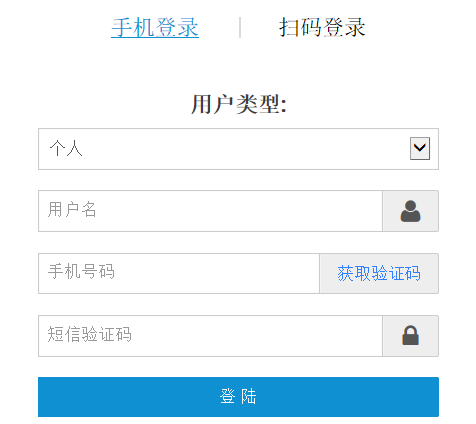 手机登录 | 扫码登录
用户类型:
个人
用户名
手机号码 获取验证码
短信验证码
登 陆